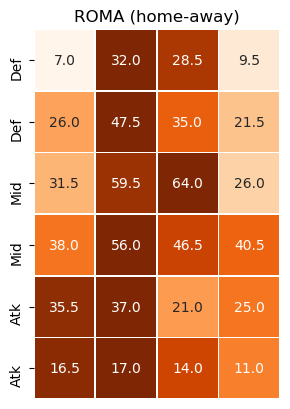 ROMA (home-away)
Def 7.0 32.0 28.5 9.5
Def 26.0 47.5 35.0 21.5
Mid 31.5 59.5 64.0 26.0
Mid 38.0 56.0 46.5 40.5
Atk 35.5 37.0 21.0 25.0
Atk 16.5 17.0 14.0 11.0